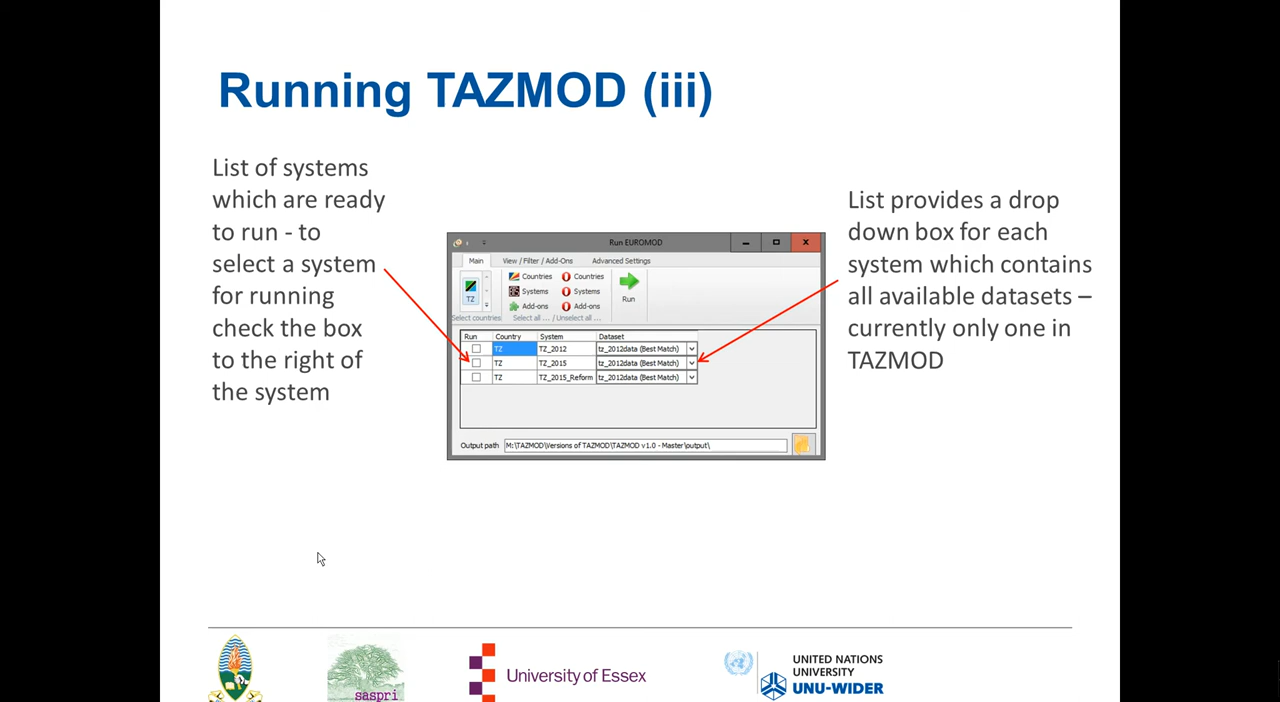 Running TAZMOD (iii)
List of systems
which are ready
to run - to
select a system
for running
check the box
to the right of
the system
List provides a drop
down box for each
system which contains
all available datasets –
currently only one in
TAZMOD
Run EUROMOD
Main View / Filter / Add-Ons Advanced Settings
Countries Countries
TZ Systems Systems Run
Add-ons Add-ons
Select countries Select all ... / Unselect all ...
Run Country System Dataset
TZ TZ_2012 tz_2012data (Best Match)
TZ TZ_2015 tz_2012data (Best Match)
TZ TZ_2015_Reform tz_2012data (Best Match)
Output path M:\TAZMOD\Versions of TAZMOD\TAZMOD v1.0 - Master\output\
saspri
University of Essex
UNITED NATIONS
UNIVERSITY
UNU-WIDER